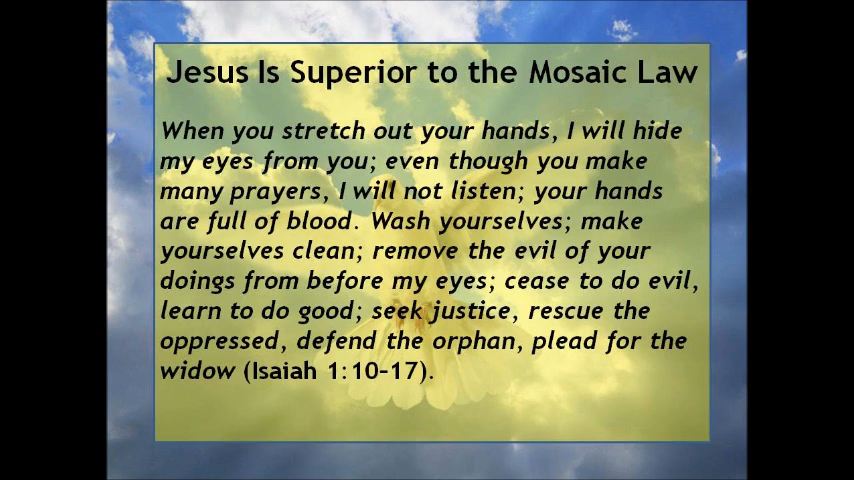 Jesus Is Superior to the Mosaic Law
When you stretch out your hands, I will hide
my eyes from you; even though you make
many prayers, I will not listen; your hands
are full of blood. Wash yourselves; make
yourselves clean; remove the evil of your
doings from before my eyes; cease to do evil,
learn to do good; seek justice, rescue the
oppressed, defend the orphan, plead for the
widow (Isaiah 1:10–17).